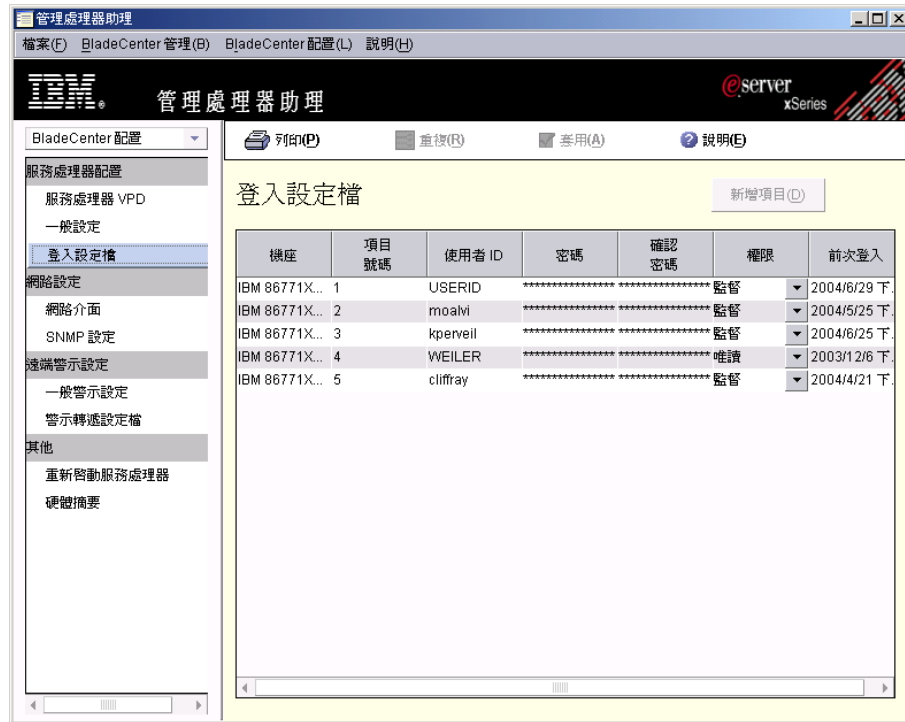 管理處理器助理
檔案(F) BladeCenter 管理(B) BladeCenter 配置(L) 說明(H)
IBM® 管理處理器助理
eserver
xSeries
BladeCenter 配置
列印(P) 重複(R) 套用(A) 說明(E)
服務處理器配置
服務處理器 VPD
一般設定
登入設定檔
網路設定
網路介面
SNMP 設定
遠端警示設定
一般警示設定
警示轉遞設定檔
其他
重新啓動服務處理器
硬體摘要
登入設定檔 新增項目(D)
機座 項目號碼 使用者 ID 密碼 確認密碼 權限 前次登入
IBM 86771X... 1 USERID **************** **************** 監督 2004/6/29 下.
IBM 86771X... 2 moalvi **************** **************** 監督 2004/5/25 下.
IBM 86771X... 3 kperveil **************** **************** 監督 2004/6/25 下.
IBM 86771X... 4 WEILER **************** **************** 唯讀 2003/12/6 下.
IBM 86771X... 5 cliffray **************** **************** 監督 2004/4/21 下.